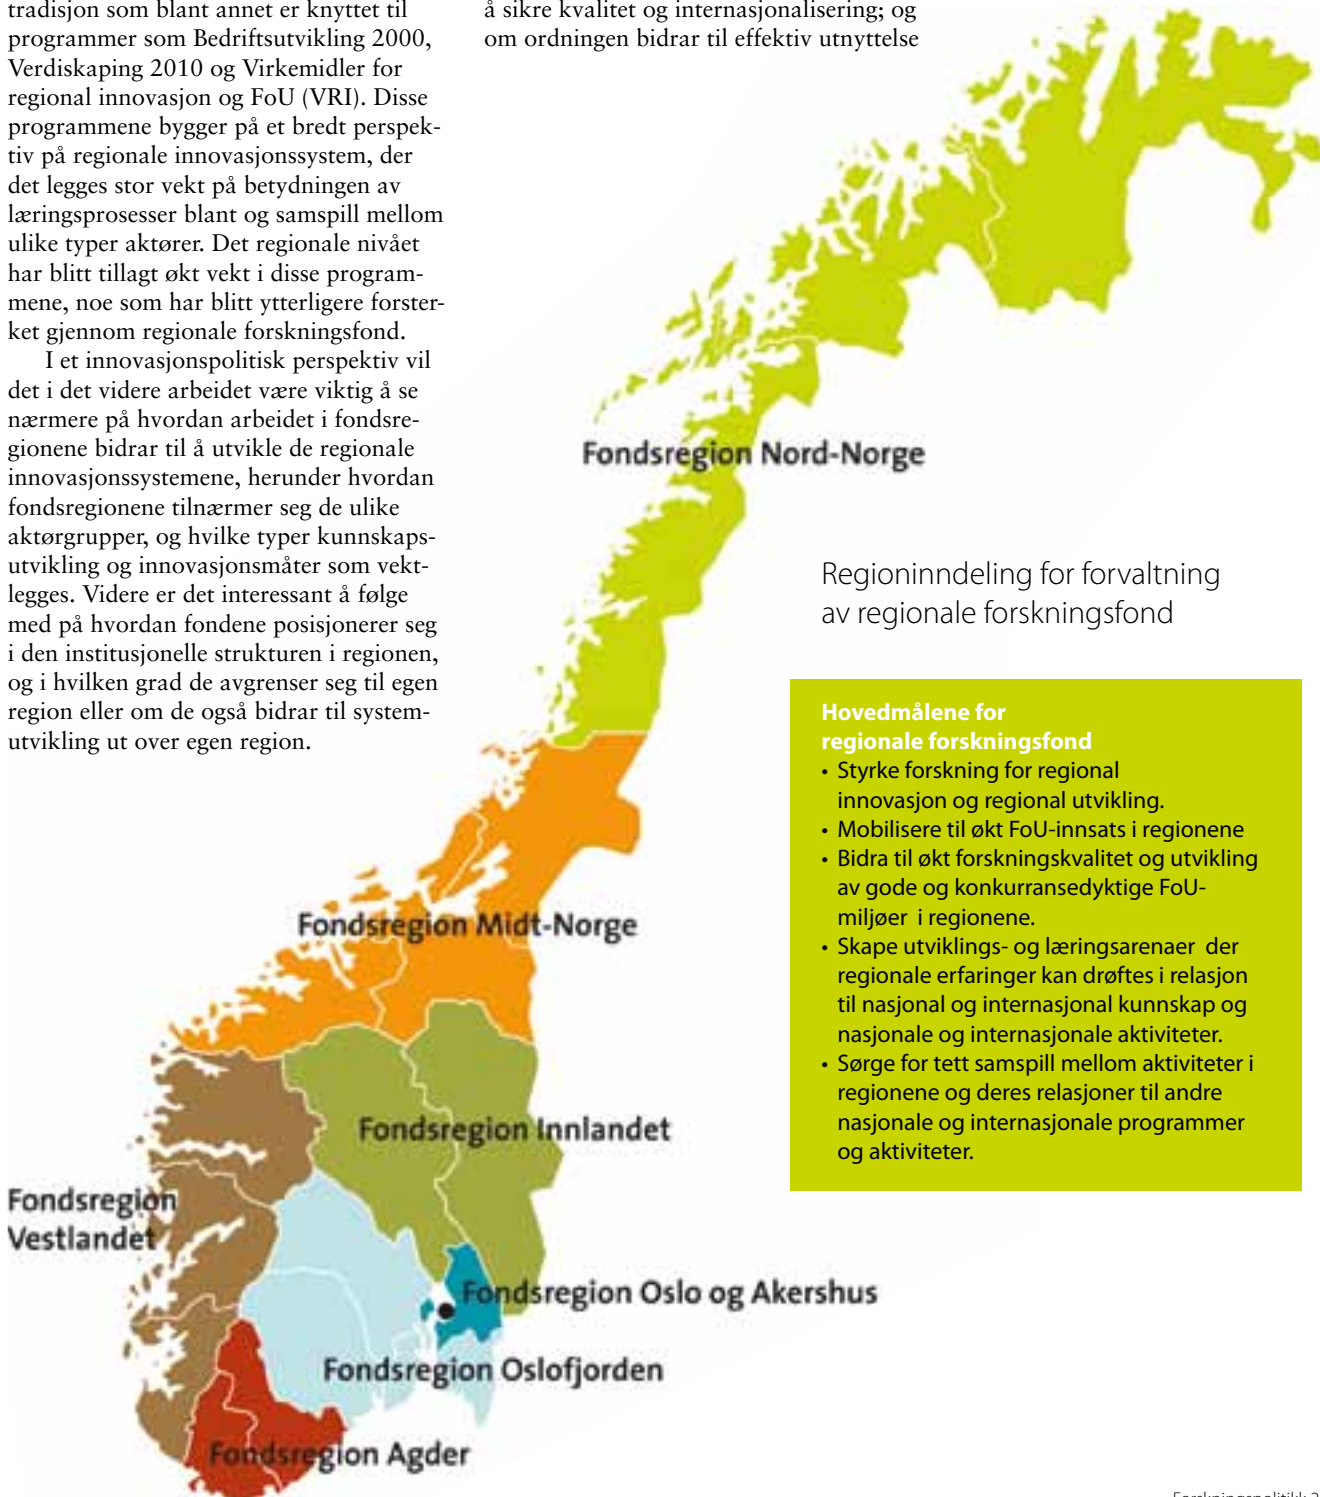 tradisjon som blant annet er knyttet til
programmer som Bedriftsutvikling 2000,
Verdiskaping 2010 og Virkemidler for
regional innovasjon og FoU (VRI). Disse
programmene bygger på et bredt perspek-
tiv på regionale innovasjonssystem, der
det legges stor vekt på betydningen av
læringsprosesser blant og samspill mellom
ulike typer aktører. Det regionale nivået
har blitt tillagt økt vekt i disse program-
mene, noe som har blitt ytterligere forster-
ket gjennom regionale forskningsfond.
I et innovasjonspolitisk perspektiv vil
det i det videre arbeidet være viktig å se
nærmere på hvordan arbeidet i fondsre-
gionene bidrar til å utvikle de regionale
innovasjonssystemene, herunder hvordan
fondsregionene tilnærmer seg de ulike
aktørgrupper, og hvilke typer kunnskaps-
utvikling og innovasjonsmåter som vekt-
legges. Videre er det interessant å følge
med på hvordan fondene posisjonerer seg
i den institusjonelle strukturen i regionen,
og i hvilken grad de avgrenser seg til egen
region eller om de også bidrar til system-
utvikling ut over egen region.
å sikre kvalitet og internasjonalisering; og
om ordningen bidrar til effektiv utnyttelse
Fondsregion Nord-Norge
Regioninndeling for forvaltning
av regionale forskningsfond
Hovedmålene for
regionale forskningsfond
• Styrke forskning for regional
innovasjon og regional utvikling.
• Mobilisere til økt FoU-innsats i regionene
• Bidra til økt forskningskvalitet og utvikling
av gode og konkurransedyktige FoU-
miljøer i regionene.
• Skape utviklings- og læringsarenaer der
regionale erfaringer kan drøftes i relasjon
til nasjonal og internasjonal kunnskap og
nasjonale og internasjonale aktiviteter.
• Sørge for tett samspill mellom aktiviteter i
regionene og deres relasjoner til andre
nasjonale og internasjonale programmer
og aktiviteter.
Fondsregion Midt-Norge
Fondsregion Innlandet
Fondsregion
Vestlandet
Fondsregion Oslo og Akershus
Fondsregion Oslofjorden
Fondsregion Agder